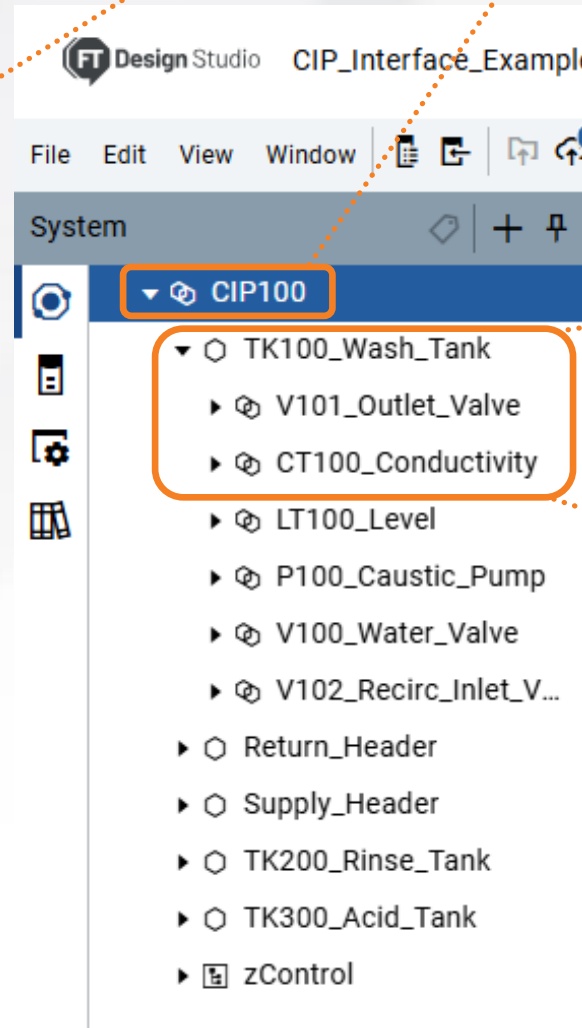 FT Design Studio CIP_Interface_Exampl
File Edit View Window
System
CIP100
TK100_Wash_Tank
V101_Outlet_Valve
CT100_Conductivity
LT100_Level
P100_Caustic_Pump
V100_Water_Valve
V102_Recirc_Inlet_V...
Return_Header
Supply_Header
TK200_Rinse_Tank
TK300_Acid_Tank
zControl